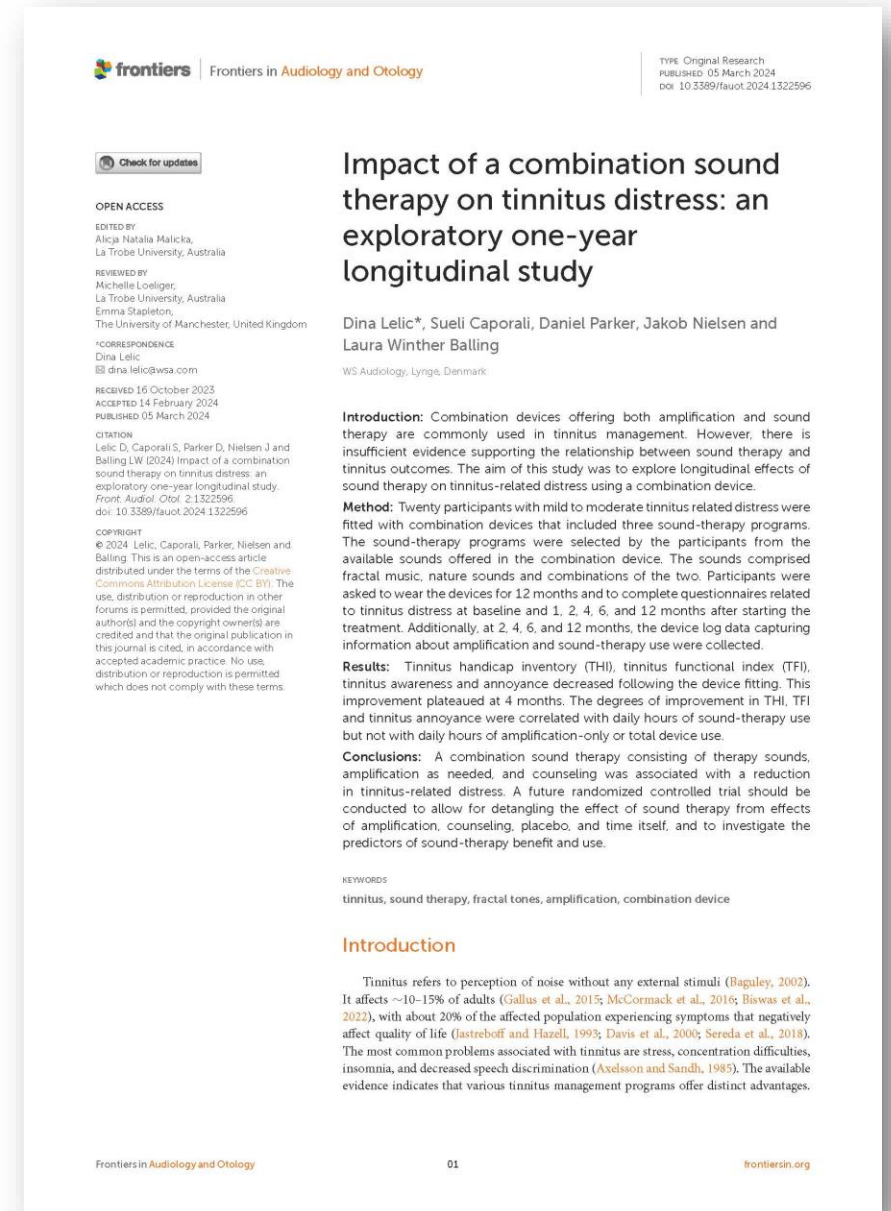 frontiers | Frontiers in Audiology and Otology
TYPE Original Research
PUBLISHED 05 March 2024
DOI 10.3389/fauot.2024.1322596
Check for updates
OPEN ACCESS
EDITED BY
Alicja Natalia Malicka,
La Trobe University, Australia
REVIEWED BY
Michelle Loeliger,
La Trobe University, Australia
Emma Stapleton,
The University of Manchester, United Kingdom
*CORRESPONDENCE
Dina Lelic
✉ dina.lelic@wsa.com
RECEIVED 16 October 2023
ACCEPTED 14 February 2024
PUBLISHED 05 March 2024
CITATION
Lelic D, Caporali S, Parker D, Nielsen J and
Balling LW (2024) Impact of a combination
sound therapy on tinnitus distress: an
exploratory one-year longitudinal study.
Front. Audiol. Otol. 2:1322596.
doi: 10.3389/fauot.2024.1322596
COPYRIGHT
© 2024 Lelic, Caporali, Parker, Nielsen and
Balling. This is an open-access article
distributed under the terms of the Creative
Commons Attribution License (CC BY). The
use, distribution or reproduction in other
forums is permitted, provided the original
author(s) and the copyright owner(s) are
credited and that the original publication in
this journal is cited, in accordance with
accepted academic practice. No use,
distribution or reproduction is permitted
which does not comply with these terms.
Impact of a combination sound
therapy on tinnitus distress: an
exploratory one-year
longitudinal study
Dina Lelic*, Sueli Caporali, Daniel Parker, Jakob Nielsen and
Laura Winther Balling
WS Audiology, Lynge, Denmark
Introduction: Combination devices offering both amplification and sound
therapy are commonly used in tinnitus management. However, there is
insufficient evidence supporting the relationship between sound therapy and
tinnitus outcomes. The aim of this study was to explore longitudinal effects of
sound therapy on tinnitus-related distress using a combination device.
Method: Twenty participants with mild to moderate tinnitus related distress were
fitted with combination devices that included three sound-therapy programs.
The sound-therapy programs were selected by the participants from the
available sounds offered in the combination device. The sounds comprised
fractal music, nature sounds and combinations of the two. Participants were
asked to wear the devices for 12 months and to complete questionnaires related
to tinnitus distress at baseline and 1, 2, 4, 6, and 12 months after starting the
treatment. Additionally, at 2, 4, 6, and 12 months, the device log data capturing
information about amplification and sound-therapy use were collected.
Results: Tinnitus handicap inventory (THI), tinnitus functional index (TFI),
tinnitus awareness and annoyance decreased following the device fitting. This
improvement plateaued at 4 months. The degrees of improvement in THI, TFI
and tinnitus annoyance were correlated with daily hours of sound-therapy use
but not with daily hours of amplification-only or total device use.
Conclusions: A combination sound therapy consisting of therapy sounds,
amplification as needed, and counseling was associated with a reduction
in tinnitus-related distress. A future randomized controlled trial should be
conducted to allow for detangling the effect of sound therapy from effects
of amplification, counseling, placebo, and time itself, and to investigate the
predictors of sound-therapy benefit and use.
KEYWORDS
tinnitus, sound therapy, fractal tones, amplification, combination device
Introduction
Tinnitus refers to perception of noise without any external stimuli (Baguley, 2002).
It affects ~10–15% of adults (Gallus et al., 2015; McCormack et al., 2016; Biswas et al.,
2022), with about 20% of the affected population experiencing symptoms that negatively
affect quality of life (Jastreboff and Hazell, 1993; Davis et al., 2000; Sereda et al., 2018).
The most common problems associated with tinnitus are stress, concentration difficulties,
insomnia, and decreased speech discrimination (Axelsson and Sandh, 1985). The available
evidence indicates that various tinnitus management programs offer distinct advantages.
Frontiers in Audiology and Otology
01
frontiersin.org